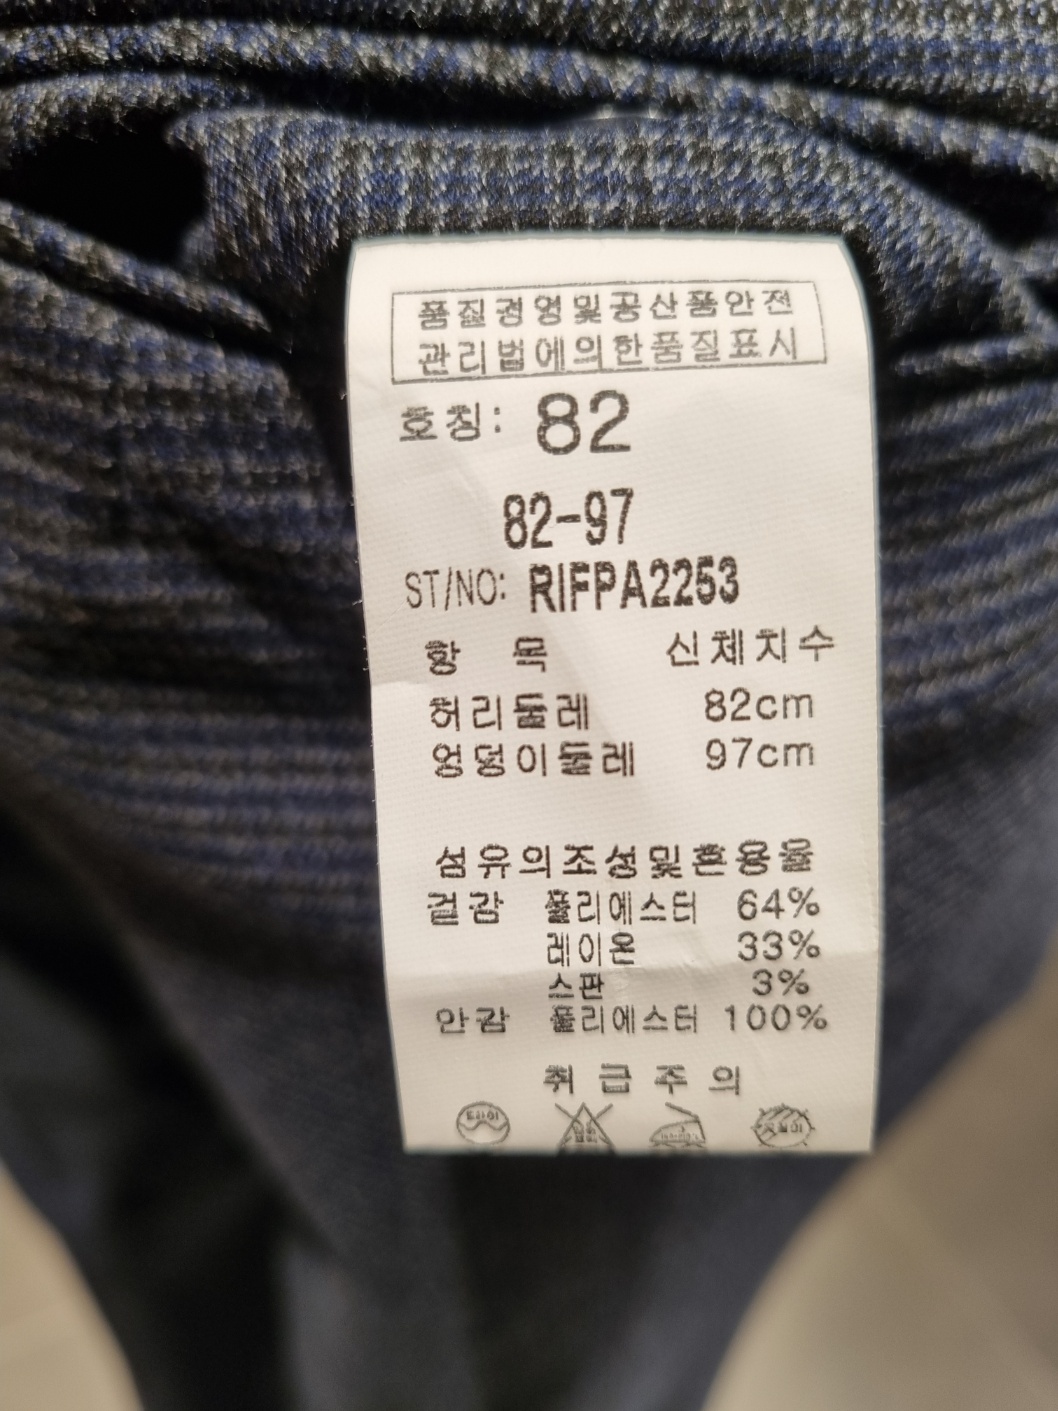 품질경영및공산품안전
관리법에의한품질표시
호칭: 82
82-97
ST/NO: RIFPA2253
항 목 신체치수
허리둘레 82cm
엉덩이둘레 97cm
섬유의조성및혼용율
겉감 폴리에스터 64%
레이온 33%
스판 3%
안감 폴리에스터 100%
취급주의
드라이